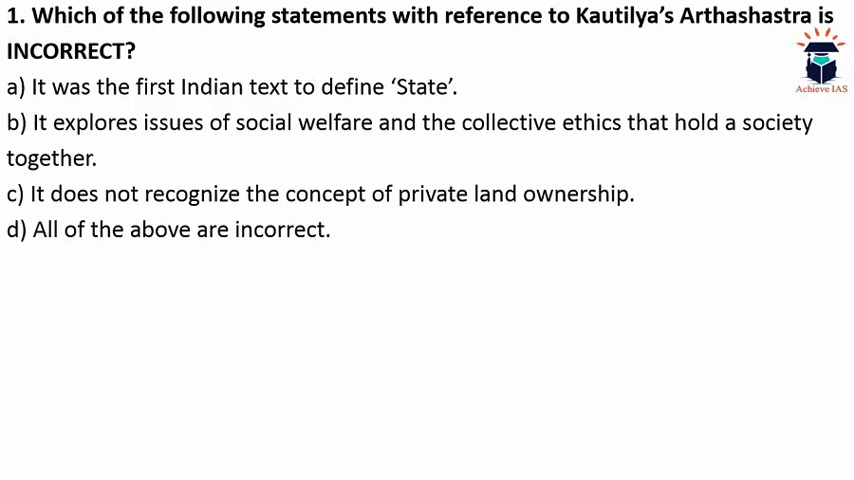 1. Which of the following statements with reference to Kautilya’s Arthashastra is
INCORRECT?
a) It was the first Indian text to define ‘State’.
b) It explores issues of social welfare and the collective ethics that hold a society
together.
c) It does not recognize the concept of private land ownership.
d) All of the above are incorrect.
Achieve IAS